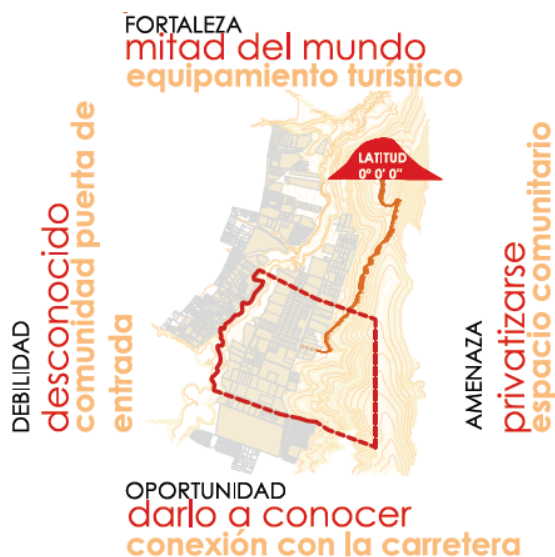 FORTALEZA
mitad del mundo
equipamiento turístico
LATITUD
0° 0' 0"
DEBILIDAD
desconocido
comunidad puerta de
entrada
AMENAZA
privatizarse
espacio comunitario
OPORTUNIDAD
darlo a conocer
conexión con la carretera